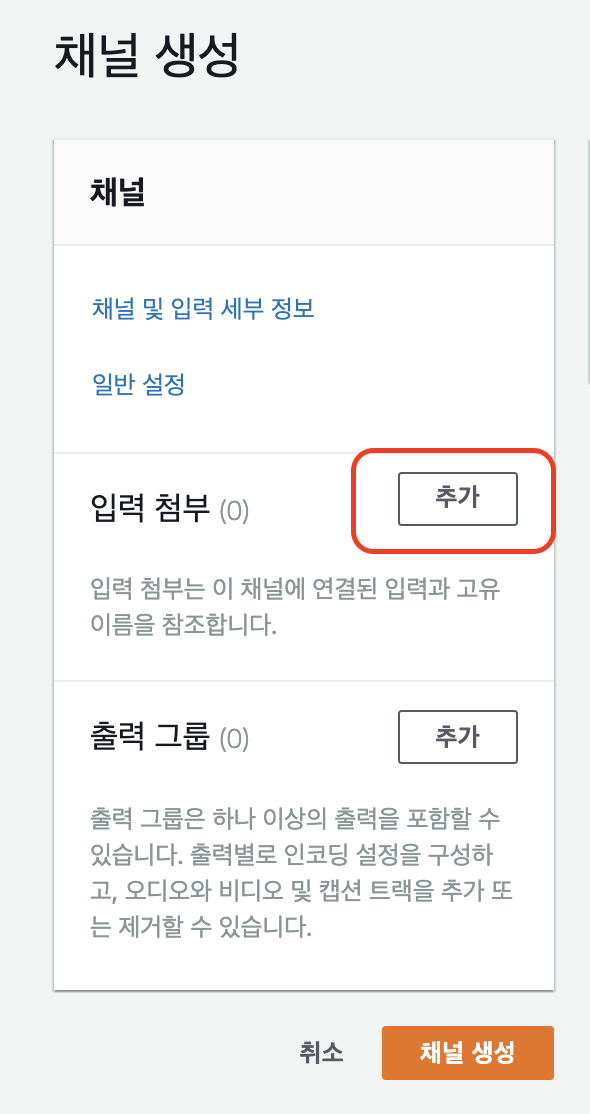 채널 생성
채널
채널 및 입력 세부 정보
일반 설정
입력 첨부 (0)
추가
입력 첨부는 이 채널에 연결된 입력과 고유
이름을 참조합니다.
출력 그룹 (0)
추가
출력 그룹은 하나 이상의 출력을 포함할 수
있습니다. 출력별로 인코딩 설정을 구성하
고, 오디오와 비디오 및 캡션 트랙을 추가 또
는 제거할 수 있습니다.
취소
채널 생성